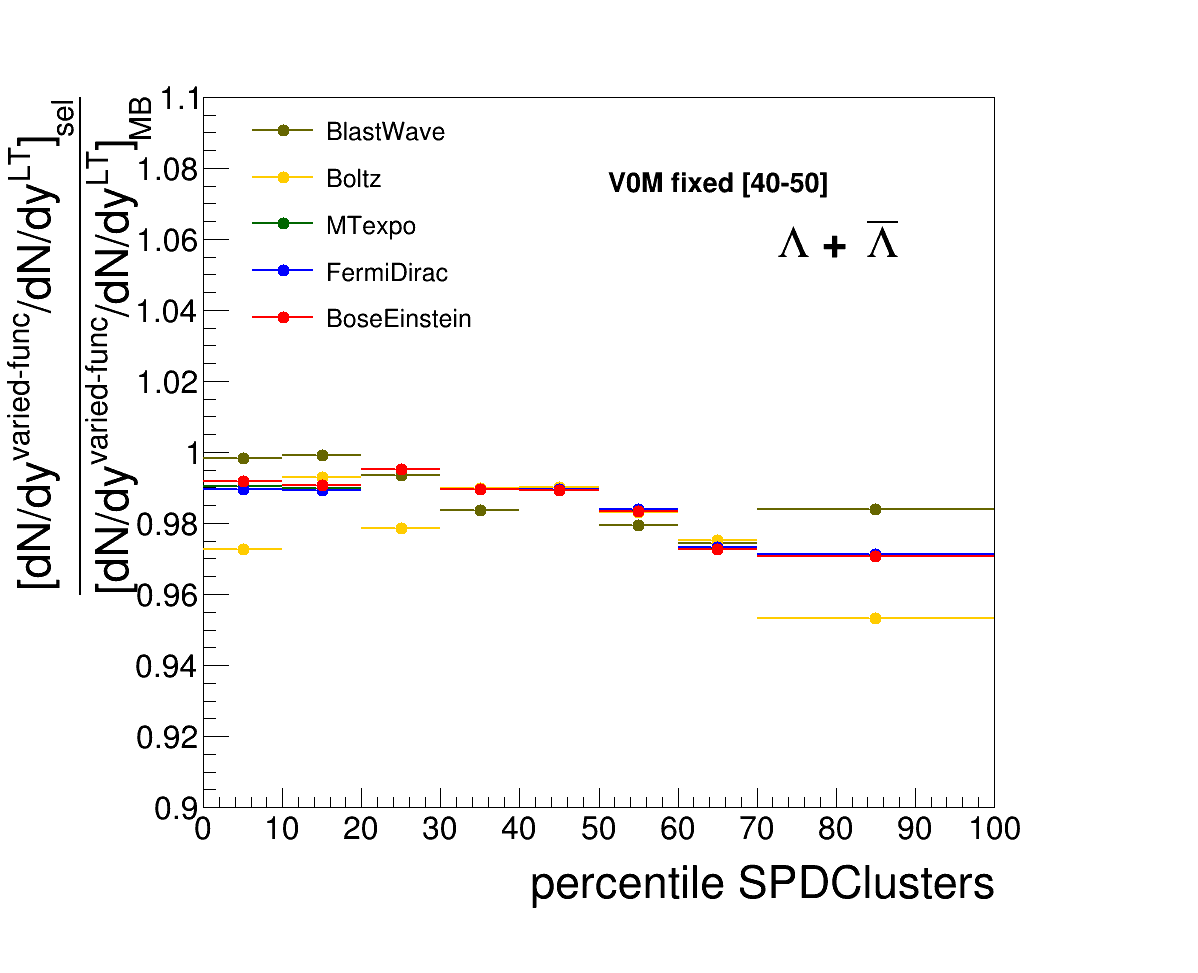 [dN/dy^varied-func/dN/dy^LT]_sel
[dN/dy^varied-func/dN/dy^LT]_MB
1.1
1.08
1.06
1.04
1.02
1
0.98
0.96
0.94
0.92
0.9
BlastWave
Boltz
MTexpo
FermiDirac
BoseEinstein
V0M fixed [40-50]
Λ + Λ̅
0 10 20 30 40 50 60 70 80 90 100
percentile SPDClusters